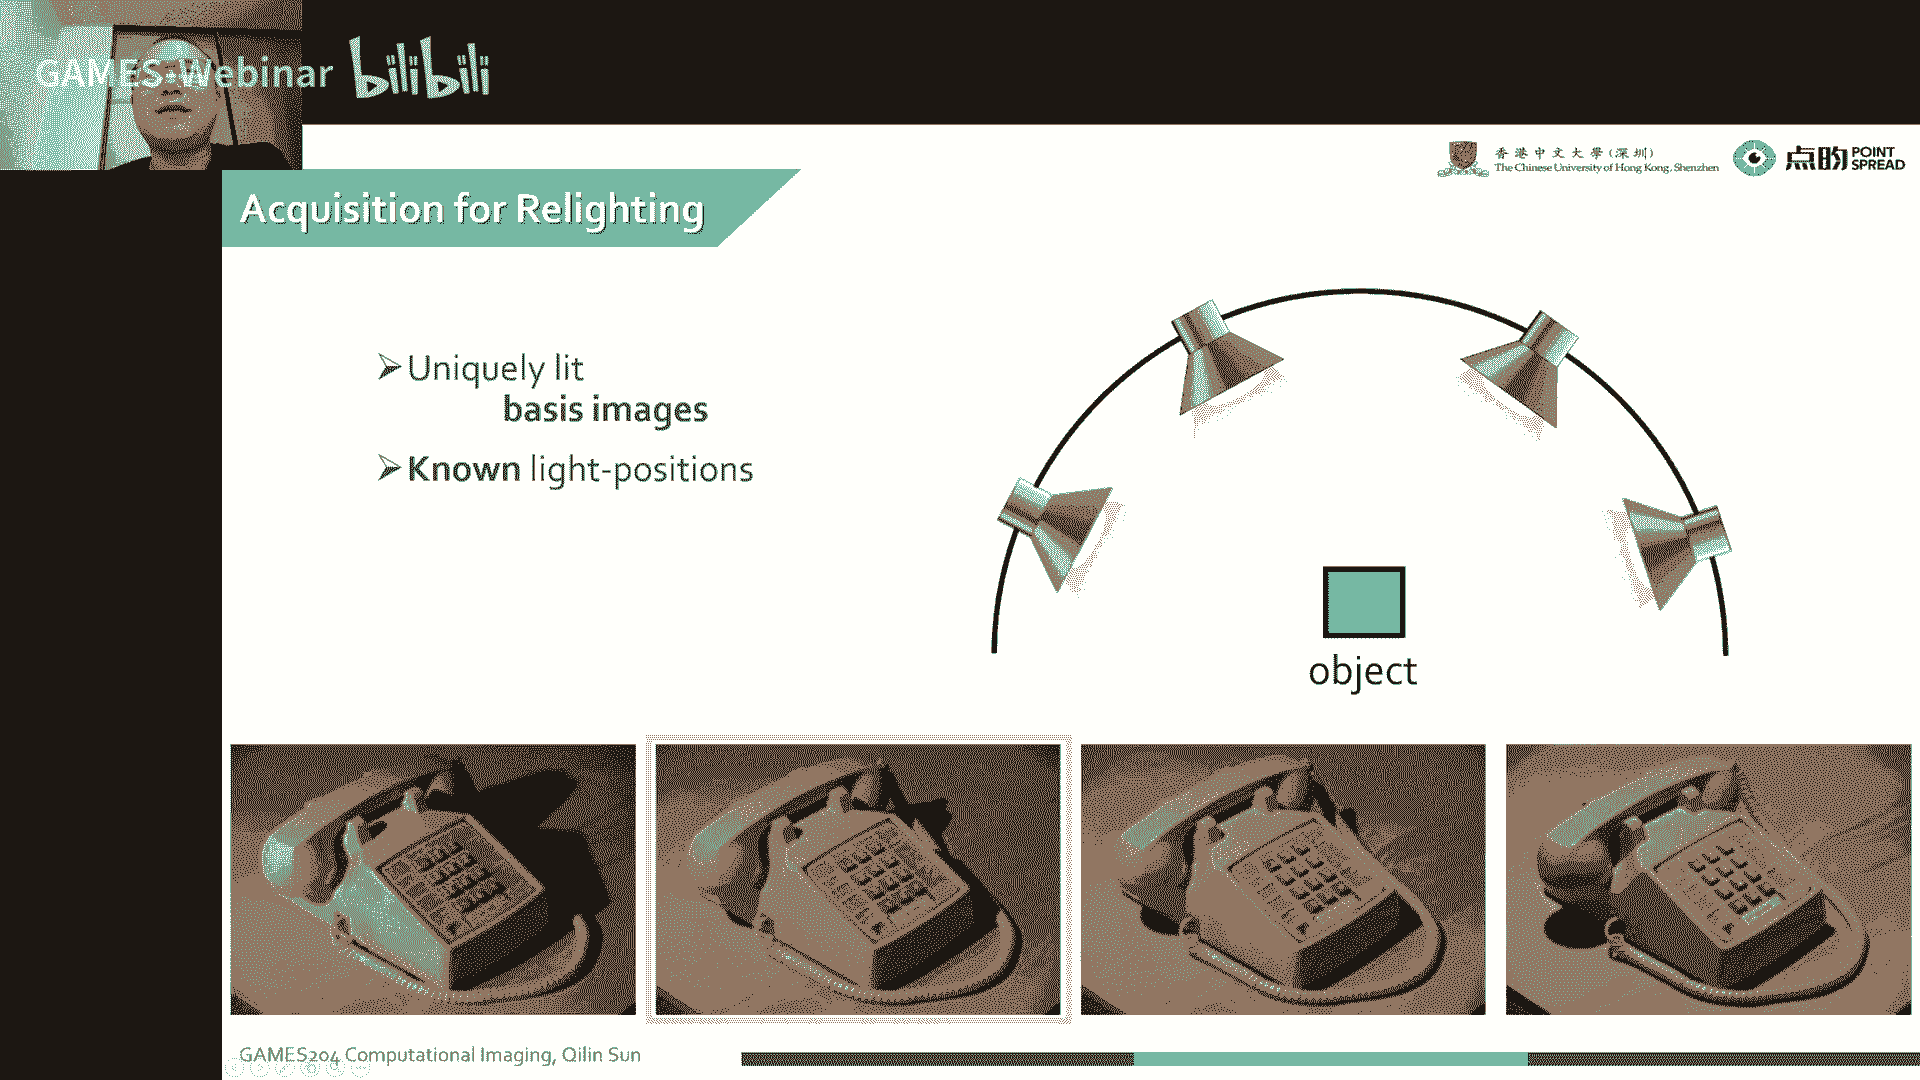 GAMES-Webinar bilibili
香港中文大學(深圳)
The Chinese University of Hong Kong, Shenzhen
点昀 POINT
SPREAD
Acquisition for Relighting
Uniquely lit
basis images
Known light-positions
object
GAMES204 Computational Imaging, Qilin Sun